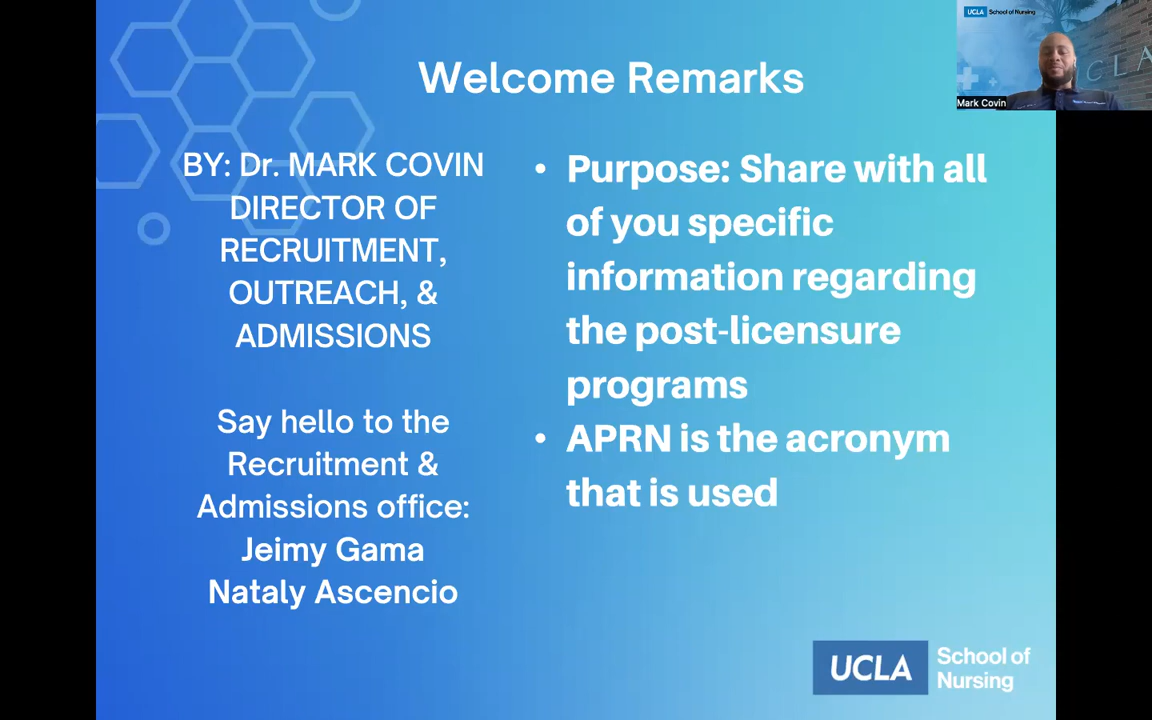 Welcome Remarks
BY: Dr. MARK COVIN
DIRECTOR OF
RECRUITMENT,
OUTREACH, &
ADMISSIONS
Say hello to the
Recruitment &
Admissions office:
Jeimy Gama
Nataly Ascencio
• Purpose: Share with all
of you specific
information regarding
the post-licensure
programs
• APRN is the acronym
that is used
UCLA School of Nursing
UCLA
Mark Covin
UCLA
School of
Nursing